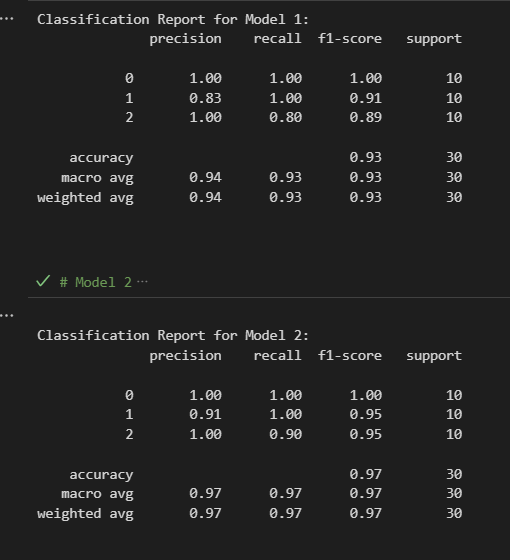 Classification Report for Model 1:
precision recall f1-score support
0 1.00 1.00 1.00 10
1 0.83 1.00 0.91 10
2 1.00 0.80 0.89 10
accuracy 0.93 30
macro avg 0.94 0.93 0.93 30
weighted avg 0.94 0.93 0.93 30
# Model 2 ···
Classification Report for Model 2:
precision recall f1-score support
0 1.00 1.00 1.00 10
1 0.91 1.00 0.95 10
2 1.00 0.90 0.95 10
accuracy 0.97 30
macro avg 0.97 0.97 0.97 30
weighted avg 0.97 0.97 0.97 30